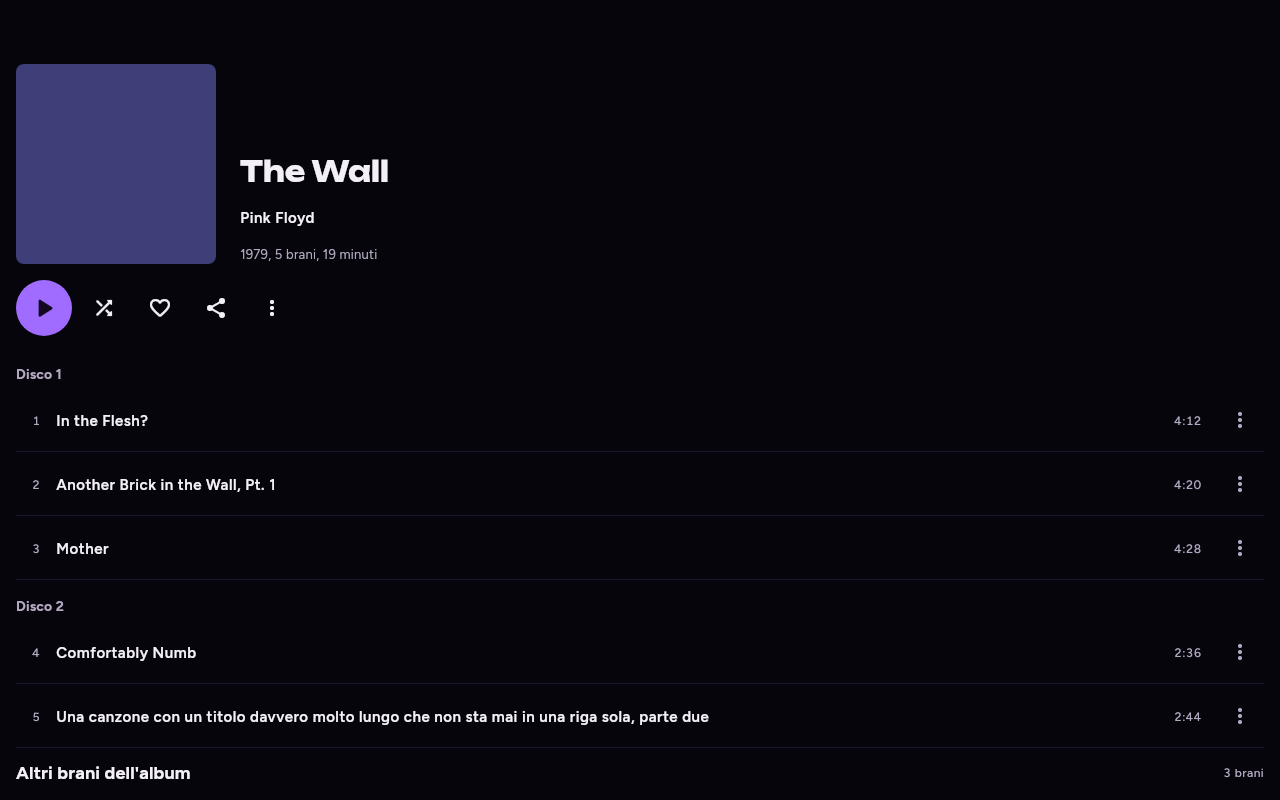 The Wall
Pink Floyd
1979, 5 brani, 19 minuti
Disco 1
1 In the Flesh? 4:12
2 Another Brick in the Wall, Pt. 1 4:20
3 Mother 4:28
Disco 2
4 Comfortably Numb 2:36
5 Una canzone con un titolo davvero molto lungo che non sta mai in una riga sola, parte due 2:44
Altri brani dell'album 3 brani